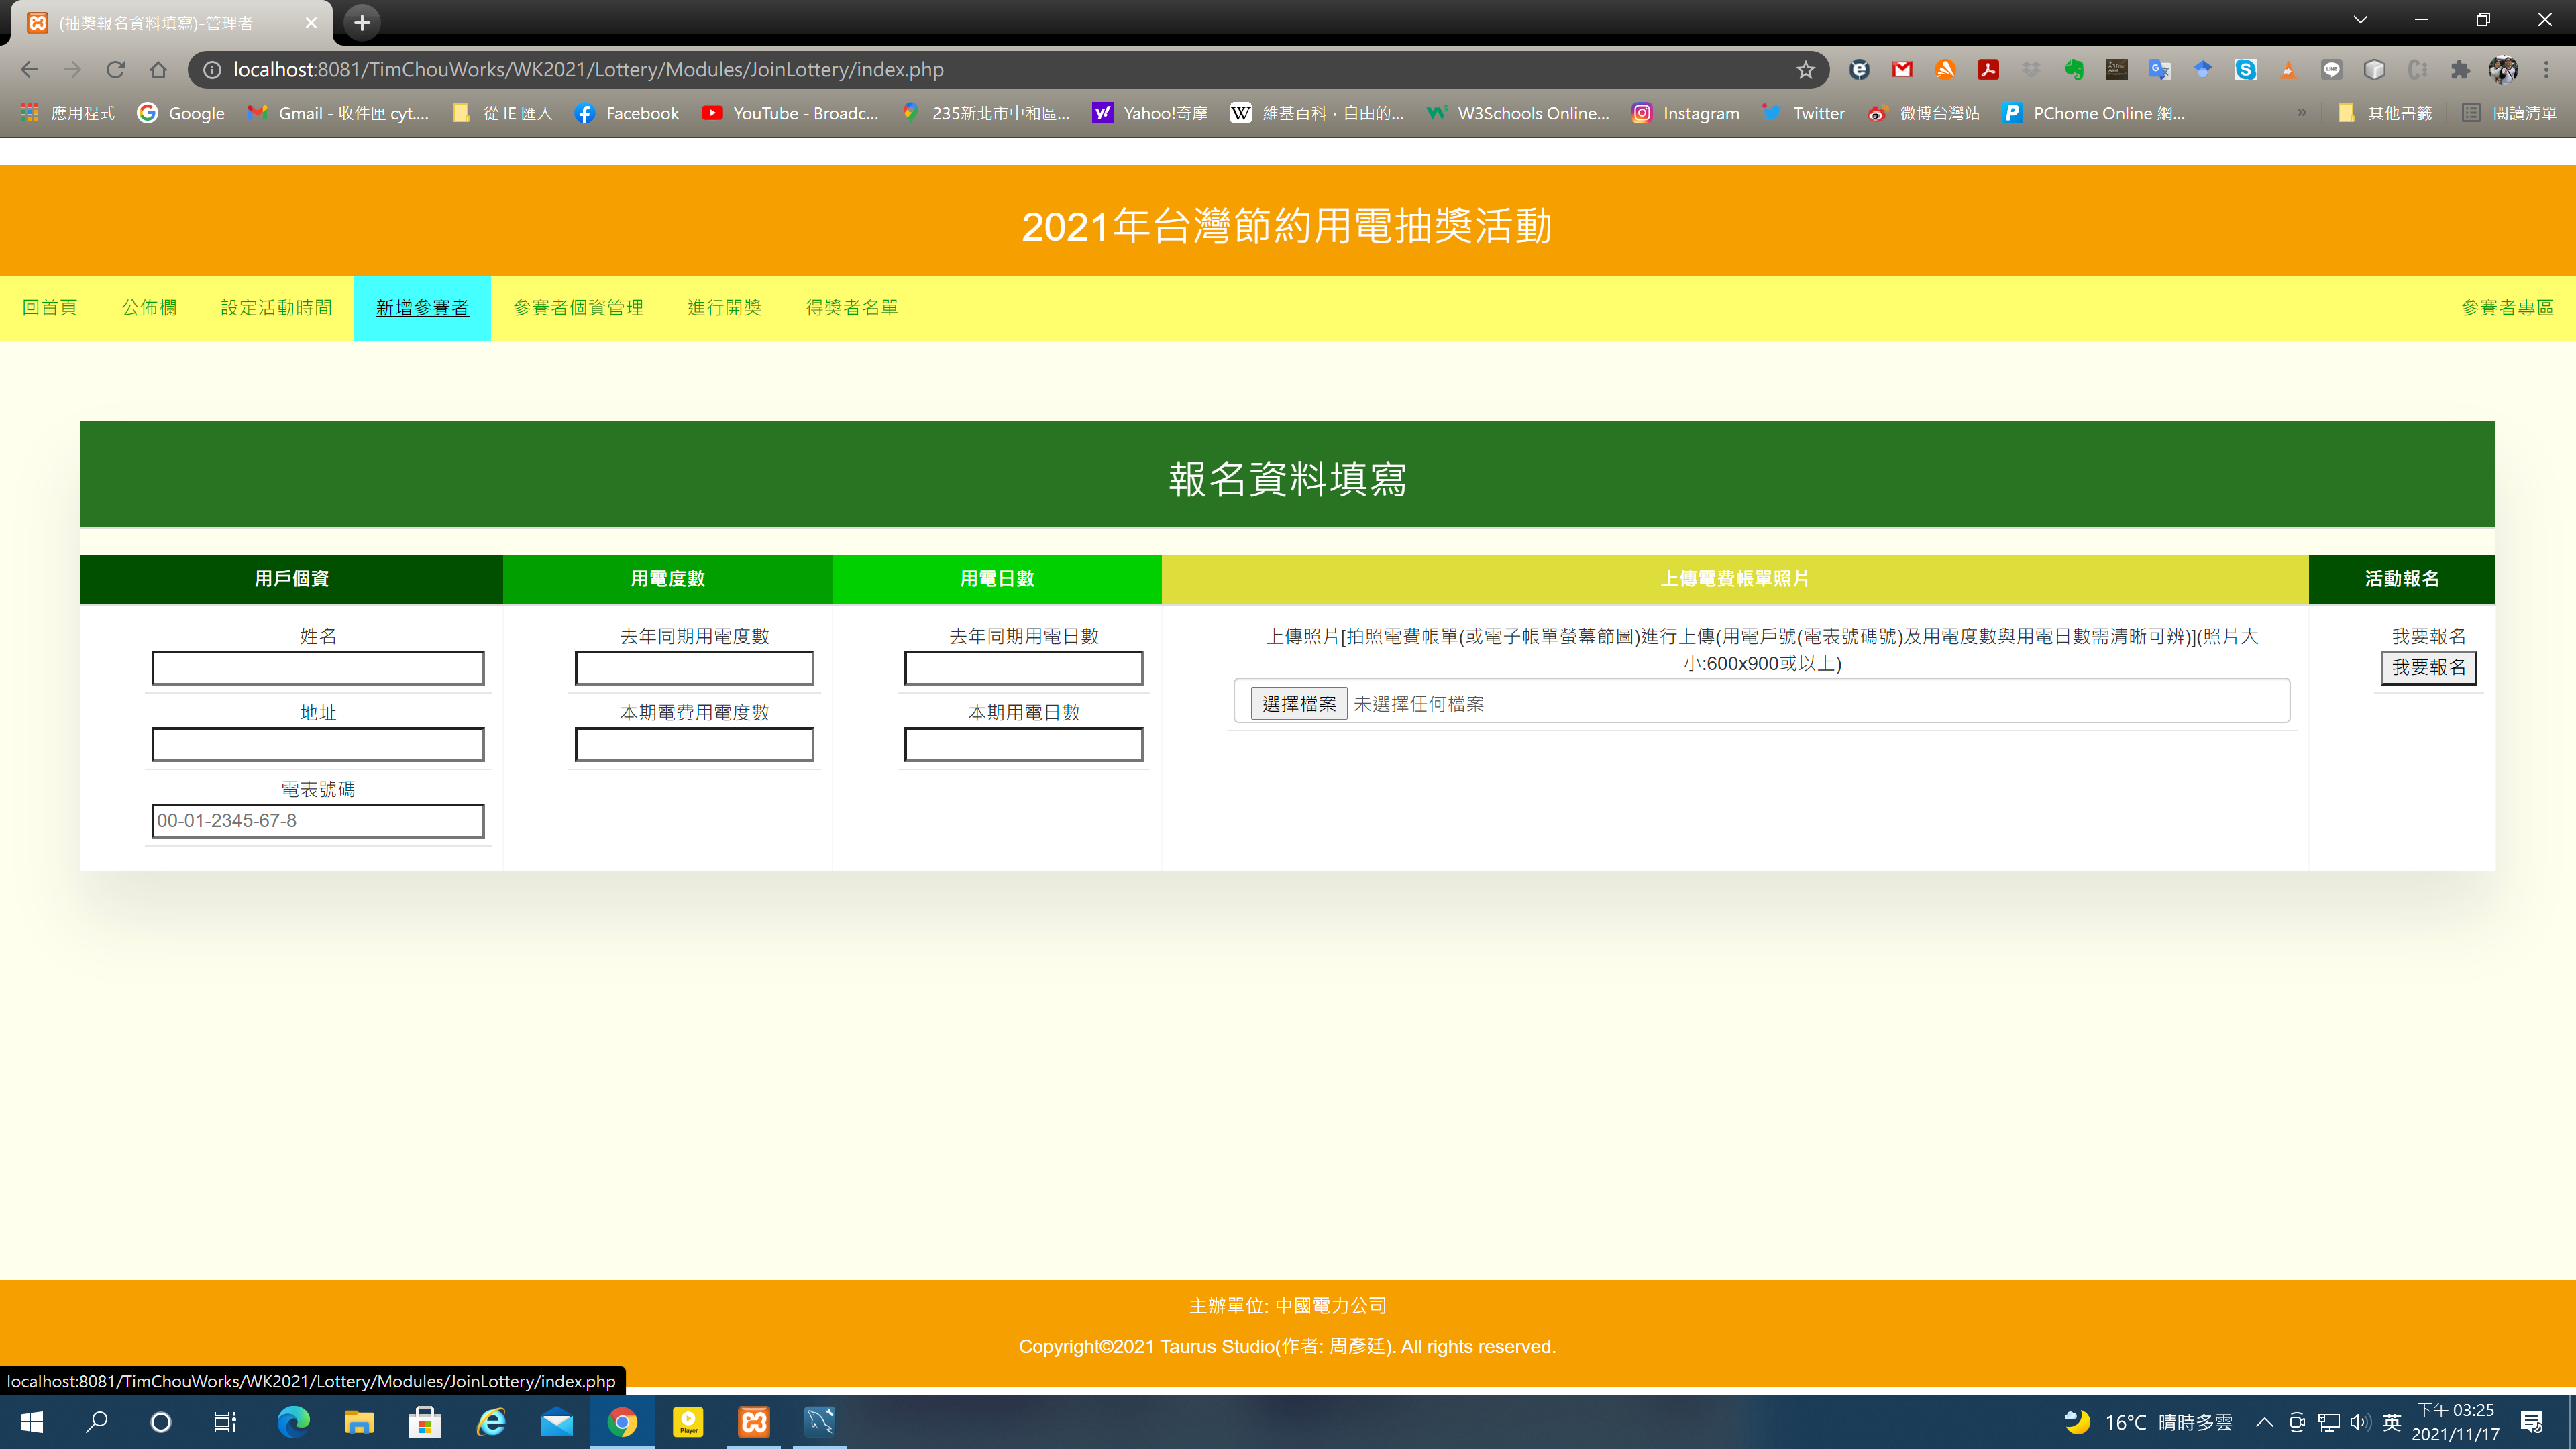 (抽獎報名資料填寫)-管理者
localhost:8081/TimChouWorks/WK2021/Lottery/Modules/JoinLottery/index.php
應用程式 Google Gmail - 收件匣 cyt.... 從 IE 匯入 Facebook YouTube - Broadc... 235新北市中和區... Yahoo!奇摩 維基百科，自由的... W3Schools Online... Instagram Twitter 微博台灣站 PChome Online 網... » 其他書籤 閱讀清單
2021年台灣節約用電抽獎活動
回首頁 公佈欄 設定活動時間 新增參賽者 參賽者個資管理 進行開獎 得獎者名單 參賽者專區
報名資料填寫
用戶個資 用電度數 用電日數 上傳電費帳單照片 活動報名
姓名 去年同期用電度數 去年同期用電日數 上傳照片[拍照電費帳單(或電子帳單螢幕節圖)進行上傳(用電戶號(電表號碼號)及用電度數與用電日數需清晰可辨)](照片大 我要報名
小:600x900或以上) 我要報名
地址 本期電費用電度數 本期用電日數 選擇檔案 未選擇任何檔案
電表號碼
00-01-2345-67-8
主辦單位: 中國電力公司
Copyright©2021 Taurus Studio(作者: 周彥廷). All rights reserved.
localhost:8081/TimChouWorks/WK2021/Lottery/Modules/JoinLottery/index.php
Player
16°C 晴時多雲 英 下午 03:25
2021/11/17